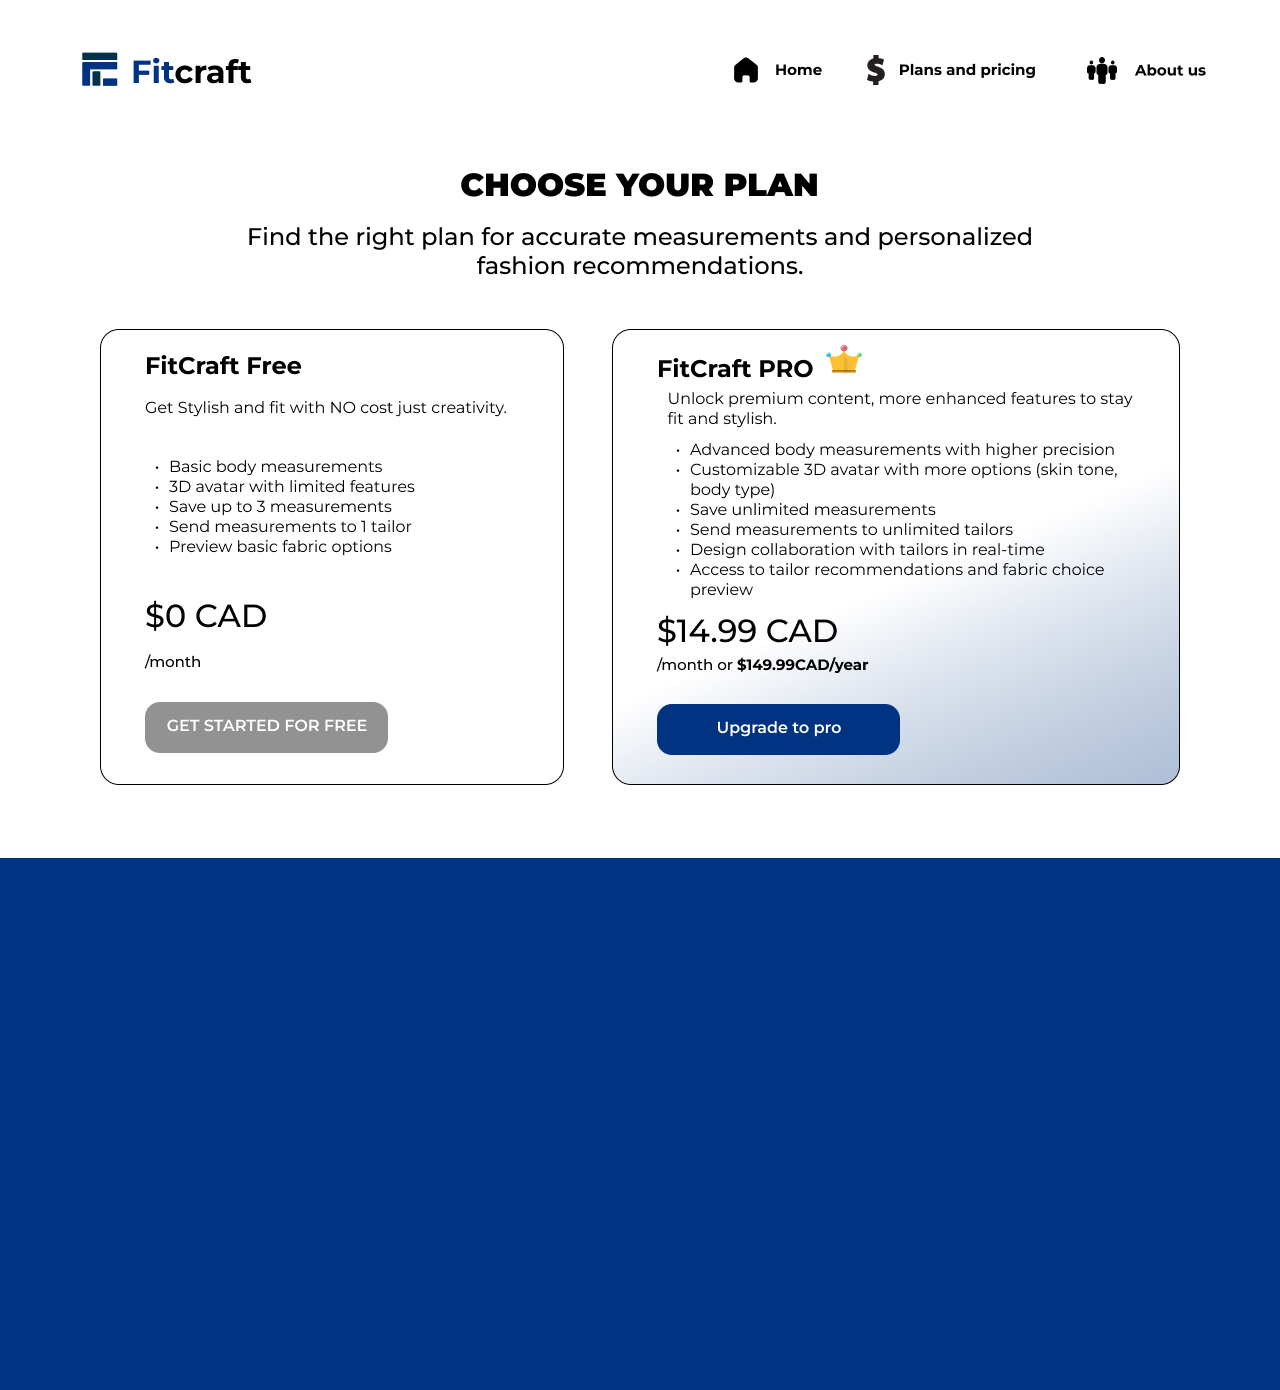 Fitcraft
Home
Plans and pricing
About us
CHOOSE YOUR PLAN
Find the right plan for accurate measurements and personalized
fashion recommendations.
FitCraft Free
Get Stylish and fit with NO cost just creativity.
• Basic body measurements
• 3D avatar with limited features
• Save up to 3 measurements
• Send measurements to 1 tailor
• Preview basic fabric options
$0 CAD
/month
GET STARTED FOR FREE
FitCraft PRO
Unlock premium content, more enhanced features to stay
fit and stylish.
• Advanced body measurements with higher precision
• Customizable 3D avatar with more options (skin tone,
body type)
• Save unlimited measurements
• Send measurements to unlimited tailors
• Design collaboration with tailors in real-time
• Access to tailor recommendations and fabric choice
preview
$14.99 CAD
/month or $149.99CAD/year
Upgrade to pro